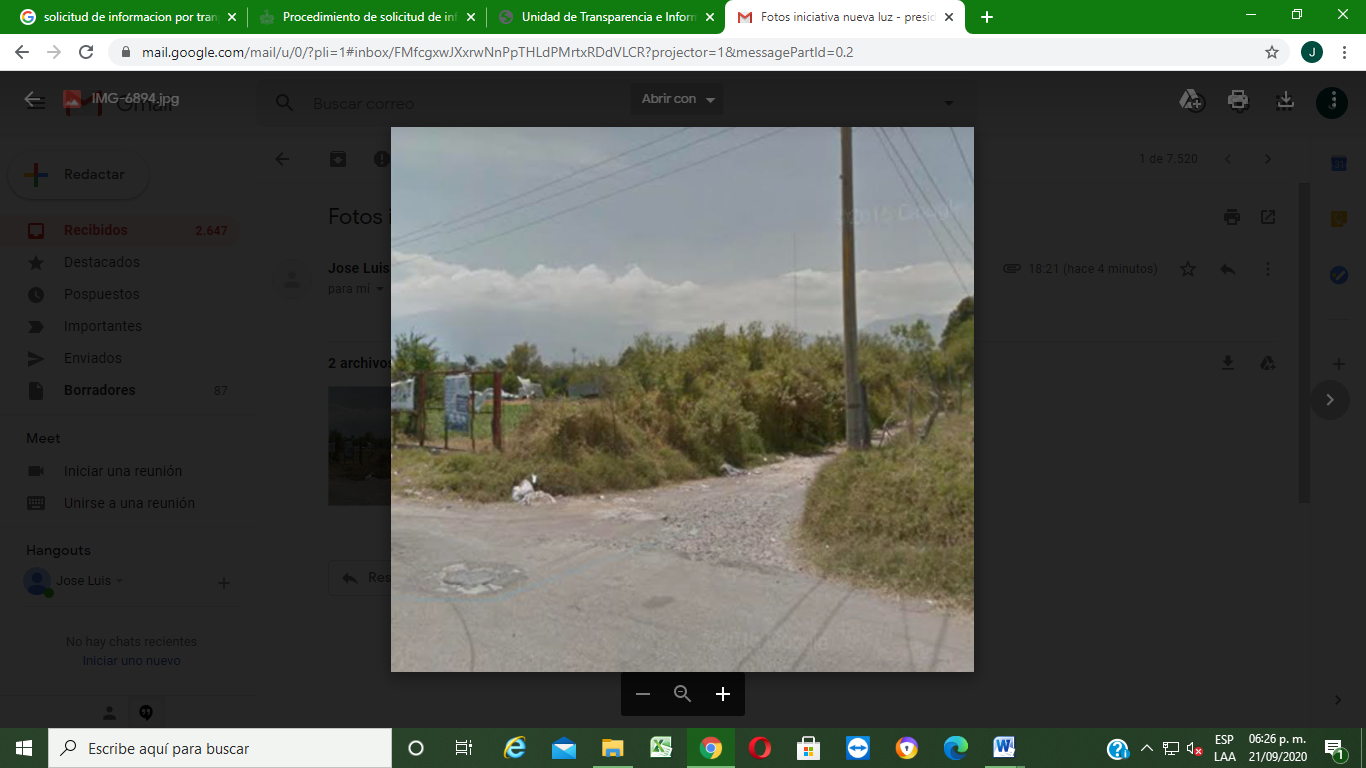 solicitud de informacion por tran
Procedimiento de solicitud de inf
Unidad de Transparencia e Inform
Fotos iniciativa nueva luz - presid
mail.google.com/mail/u/0/?pli=1#inbox/FMfcgxwJXxrwNnPpTHLdPMrtxRDdVLCR?projector=1&messagePartId=0.2
J
IMG-6894.jpg
Gmail
Buscar correo
Abrir con
Redactar
1 de 7.520
Fotos i
Recibidos 2.647
Destacados
Jose Luis
18:21 (hace 4 minutos)
para mí
Pospuestos
Importantes
Enviados
2 archivos
Borradores 87
Meet
Iniciar una reunión
Unirse a una reunión
Hangouts
Jose Luis
Res
No hay chats recientes
Iniciar uno nuevo
Escribe aquí para buscar
ESP
LAA
06:26 p. m.
21/09/2020
1